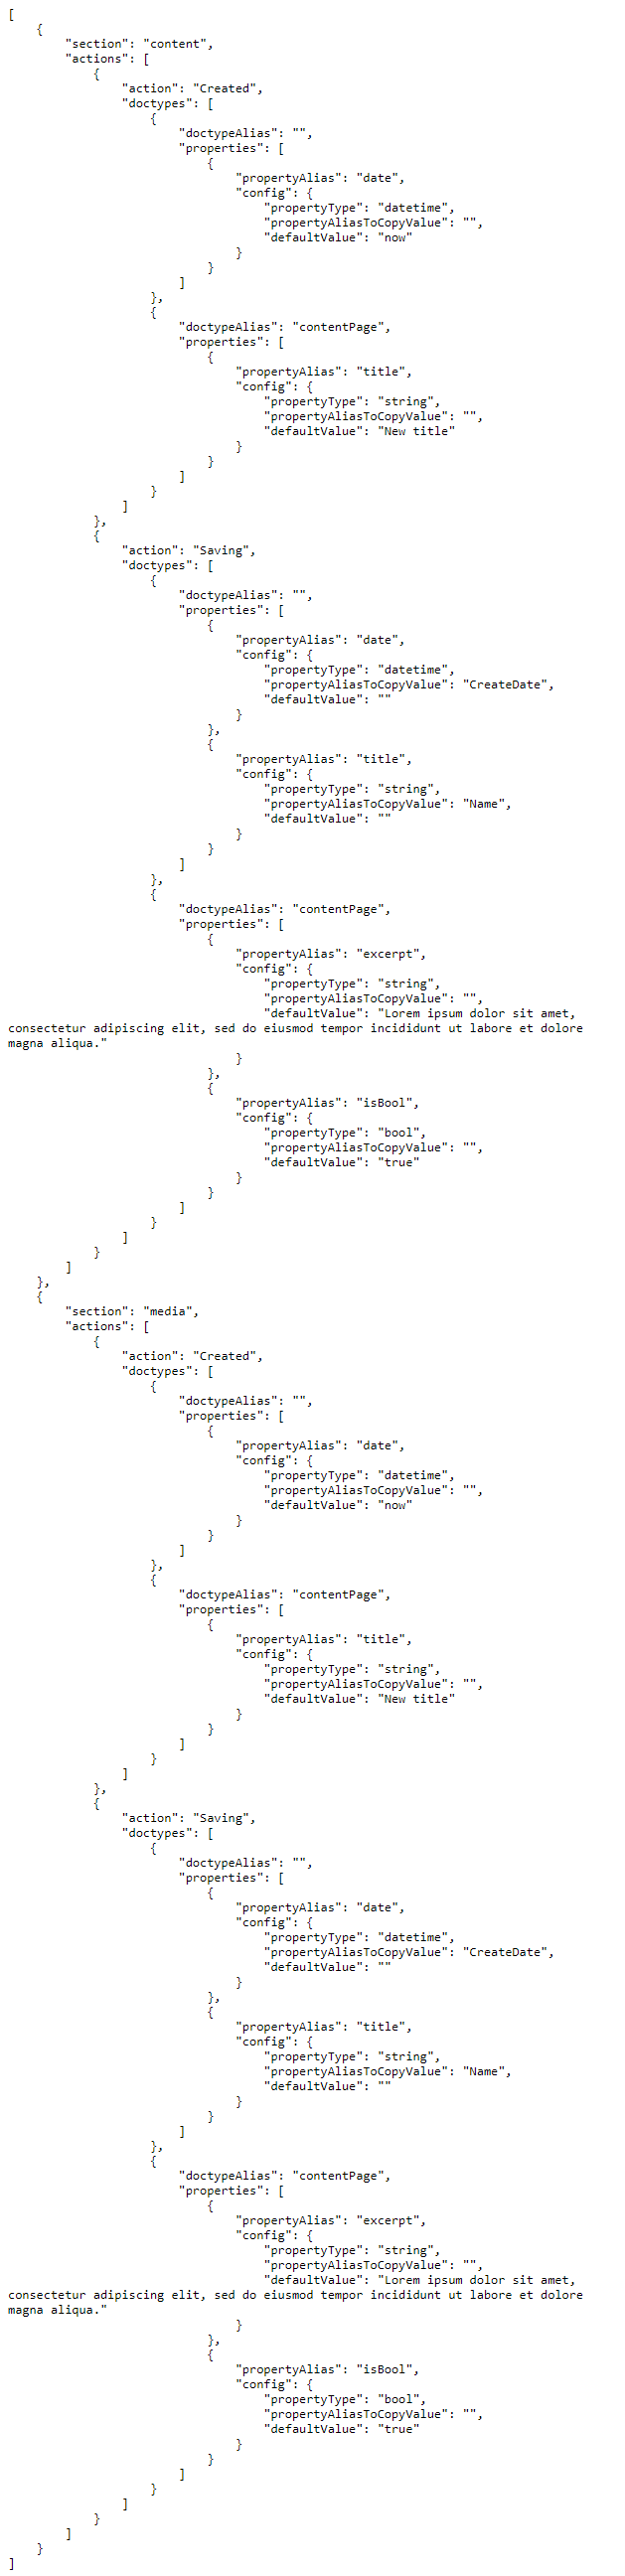 [
    {
        "section": "content",
        "actions": [
            {
                "action": "Created",
                "doctypes": [
                    {
                        "doctypeAlias": "",
                        "properties": [
                            {
                                "propertyAlias": "date",
                                "config": {
                                    "propertyType": "datetime",
                                    "propertyAliasToCopyValue": "",
                                    "defaultValue": "now"
                                }
                            }
                        ]
                    },
                    {
                        "doctypeAlias": "contentPage",
                        "properties": [
                            {
                                "propertyAlias": "title",
                                "config": {
                                    "propertyType": "string",
                                    "propertyAliasToCopyValue": "",
                                    "defaultValue": "New title"
                                }
                            }
                        ]
                    }
                ]
            },
            {
                "action": "Saving",
                "doctypes": [
                    {
                        "doctypeAlias": "",
                        "properties": [
                            {
                                "propertyAlias": "date",
                                "config": {
                                    "propertyType": "datetime",
                                    "propertyAliasToCopyValue": "CreateDate",
                                    "defaultValue": ""
                                }
                            },
                            {
                                "propertyAlias": "title",
                                "config": {
                                    "propertyType": "string",
                                    "propertyAliasToCopyValue": "Name",
                                    "defaultValue": ""
                                }
                            }
                        ]
                    },
                    {
                        "doctypeAlias": "contentPage",
                        "properties": [
                            {
                                "propertyAlias": "excerpt",
                                "config": {
                                    "propertyType": "string",
                                    "propertyAliasToCopyValue": "",
                                    "defaultValue": "Lorem ipsum dolor sit amet,
consectetur adipiscing elit, sed do eiusmod tempor incididunt ut labore et dolore
magna aliqua."
                                }
                            },
                            {
                                "propertyAlias": "isBool",
                                "config": {
                                    "propertyType": "bool",
                                    "propertyAliasToCopyValue": "",
                                    "defaultValue": "true"
                                }
                            }
                        ]
                    }
                ]
            }
        ]
    },
    {
        "section": "media",
        "actions": [
            {
                "action": "Created",
                "doctypes": [
                    {
                        "doctypeAlias": "",
                        "properties": [
                            {
                                "propertyAlias": "date",
                                "config": {
                                    "propertyType": "datetime",
                                    "propertyAliasToCopyValue": "",
                                    "defaultValue": "now"
                                }
                            }
                        ]
                    },
                    {
                        "doctypeAlias": "contentPage",
                        "properties": [
                            {
                                "propertyAlias": "title",
                                "config": {
                                    "propertyType": "string",
                                    "propertyAliasToCopyValue": "",
                                    "defaultValue": "New title"
                                }
                            }
                        ]
                    }
                ]
            },
            {
                "action": "Saving",
                "doctypes": [
                    {
                        "doctypeAlias": "",
                        "properties": [
                            {
                                "propertyAlias": "date",
                                "config": {
                                    "propertyType": "datetime",
                                    "propertyAliasToCopyValue": "CreateDate",
                                    "defaultValue": ""
                                }
                            },
                            {
                                "propertyAlias": "title",
                                "config": {
                                    "propertyType": "string",
                                    "propertyAliasToCopyValue": "Name",
                                    "defaultValue": ""
                                }
                            }
                        ]
                    },
                    {
                        "doctypeAlias": "contentPage",
                        "properties": [
                            {
                                "propertyAlias": "excerpt",
                                "config": {
                                    "propertyType": "string",
                                    "propertyAliasToCopyValue": "",
                                    "defaultValue": "Lorem ipsum dolor sit amet,
consectetur adipiscing elit, sed do eiusmod tempor incididunt ut labore et dolore
magna aliqua."
                                }
                            },
                            {
                                "propertyAlias": "isBool",
                                "config": {
                                    "propertyType": "bool",
                                    "propertyAliasToCopyValue": "",
                                    "defaultValue": "true"
                                }
                            }
                        ]
                    }
                ]
            }
        ]
    }
]